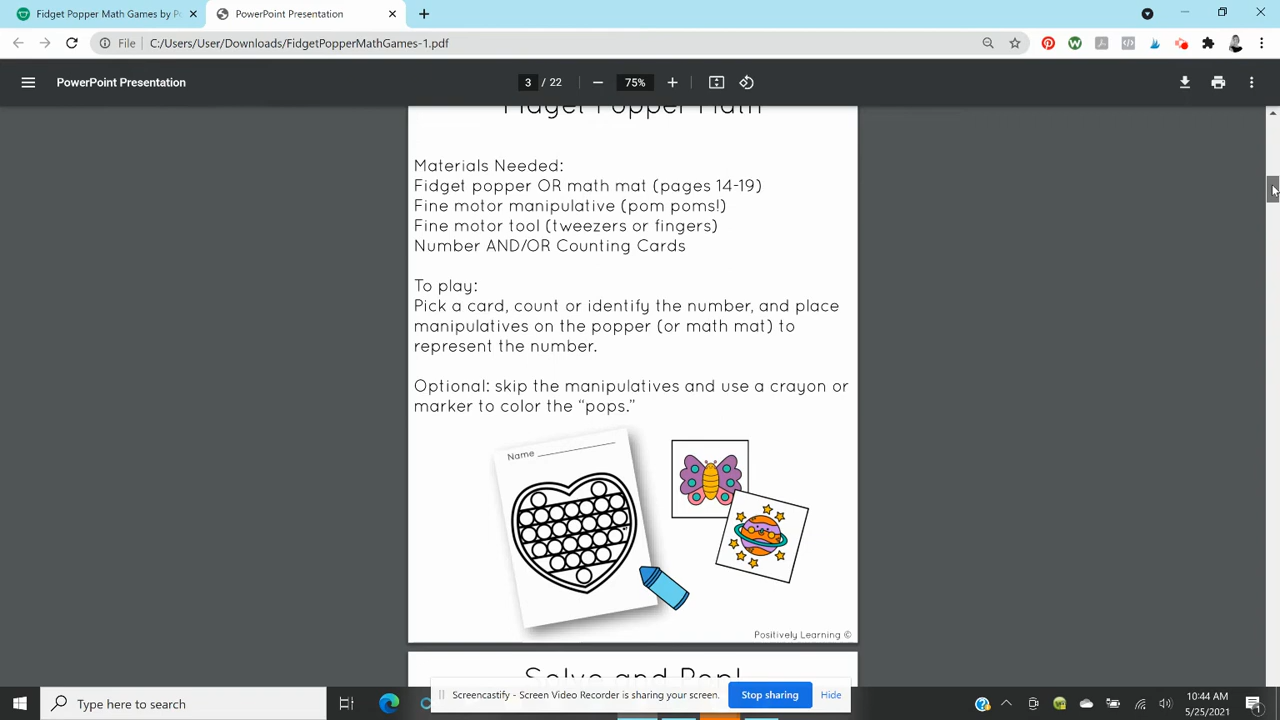 Fidget Popper Math Games by Po
PowerPoint Presentation
File
C:/Users/User/Downloads/FidgetPopperMathGames-1.pdf
PowerPoint Presentation
3 / 22
75%
Fidget Popper Math
Materials Needed:
Fidget popper OR math mat (pages 14-19)
Fine motor manipulative (pom poms!)
Fine motor tool (tweezers or fingers)
Number AND/OR Counting Cards
To play:
Pick a card, count or identify the number, and place
manipulatives on the popper (or math mat) to
represent the number.
Optional: skip the manipulatives and use a crayon or
marker to color the “pops.”
Name
Positively Learning ©
Solve and Pop!
Screencastify - Screen Video Recorder is sharing your screen.
Stop sharing
Hide
Type here to search
10:44 AM
5/25/2021